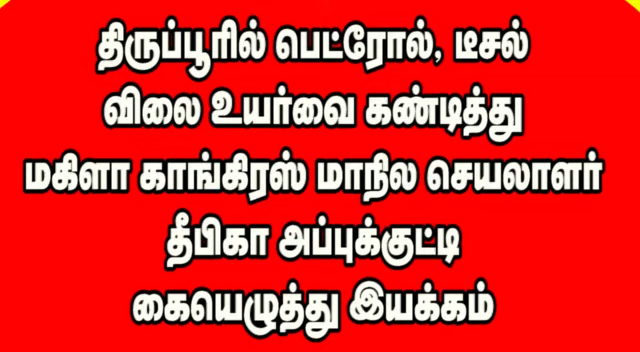 திருப்பூரில் பெட்ரோல், டீசல்
விலை உயர்வை கண்டித்து
மகிளா காங்கிரஸ் மாநில செயலாளர்
தீபிகா அப்புக்குட்டி
கையெழுத்து இயக்கம்